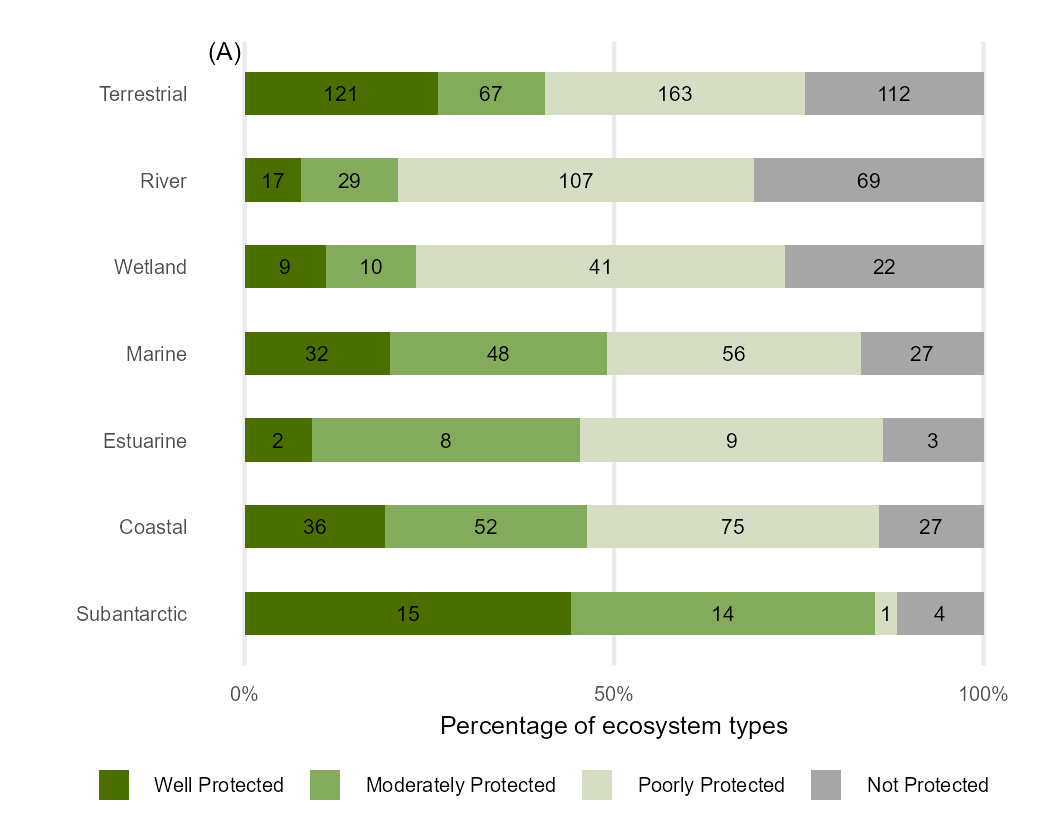 (A)
Terrestrial 121 67 163 112
River 17 29 107 69
Wetland 9 10 41 22
Marine 32 48 56 27
Estuarine 2 8 9 3
Coastal 36 52 75 27
Subantarctic 15 14 1 4
0% 50% 100%
Percentage of ecosystem types
Well Protected Moderately Protected Poorly Protected Not Protected